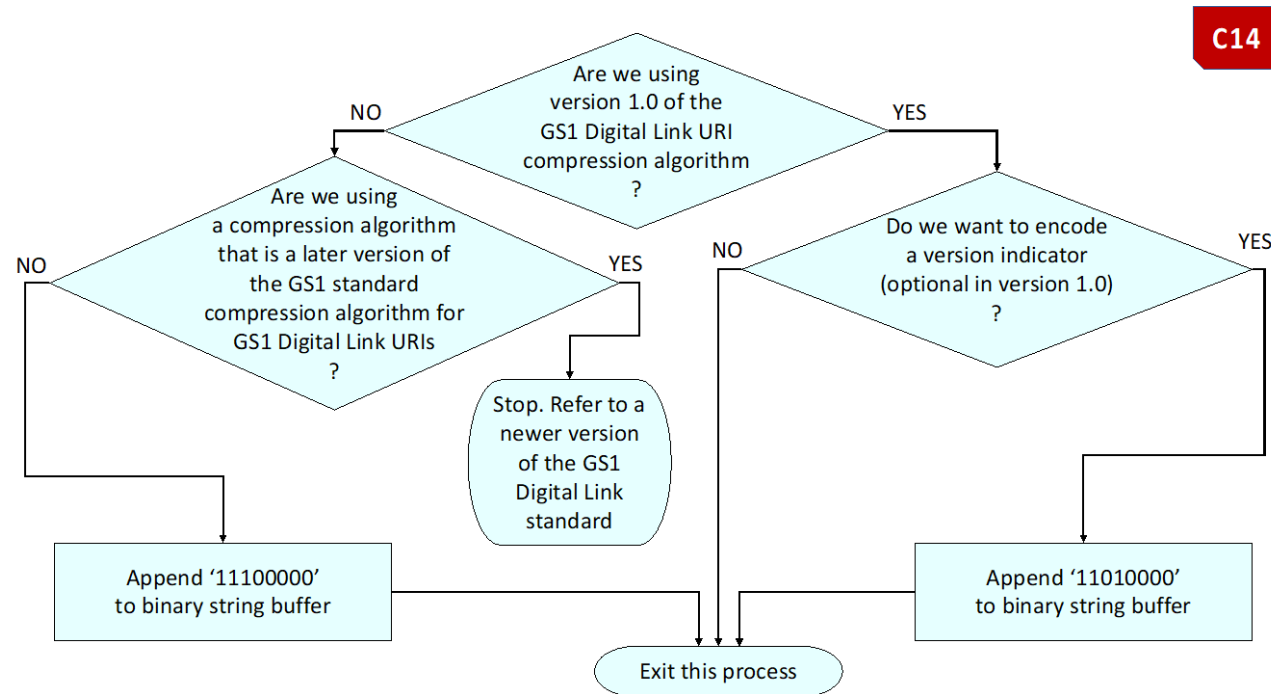 C14
Are we using
version 1.0 of the
GS1 Digital Link URI
compression algorithm
?
NO
YES
Are we using
a compression algorithm
that is a later version of
the GS1 standard
compression algorithm for
GS1 Digital Link URIs
?
NO
YES
Do we want to encode
a version indicator
(optional in version 1.0)
?
NO
YES
Stop. Refer to a
newer version
of the GS1
Digital Link
standard
Append ‘11100000’
to binary string buffer
Append ‘11010000’
to binary string buffer
Exit this process